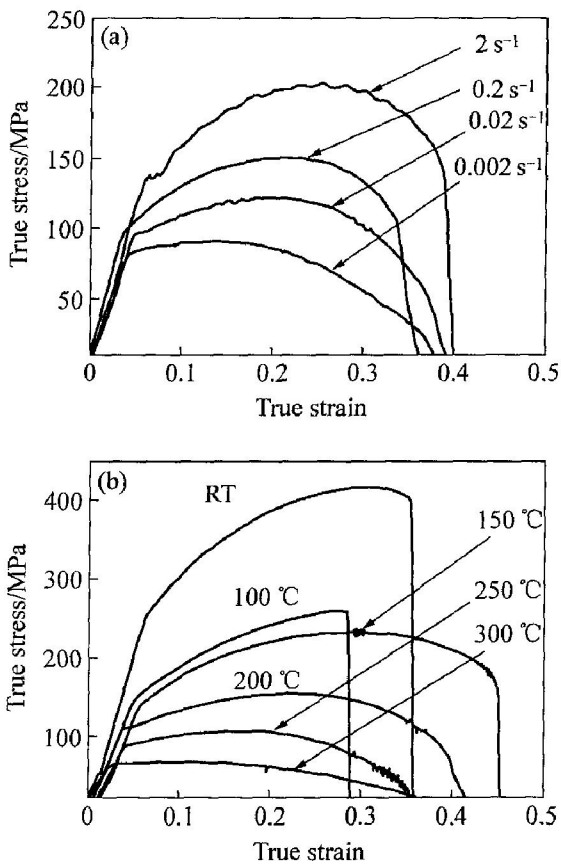 (a)
250
200
150
100
50
0
0.1
0.2
0.3
0.4
0.5
True stress/MPa
True strain
2 s⁻¹
0.2 s⁻¹
0.02 s⁻¹
0.002 s⁻¹
(b)
400
300
200
100
0
0.1
0.2
0.3
0.4
0.5
True stress/MPa
True strain
RT
100 ℃
200 ℃
150 ℃
250 ℃
300 ℃